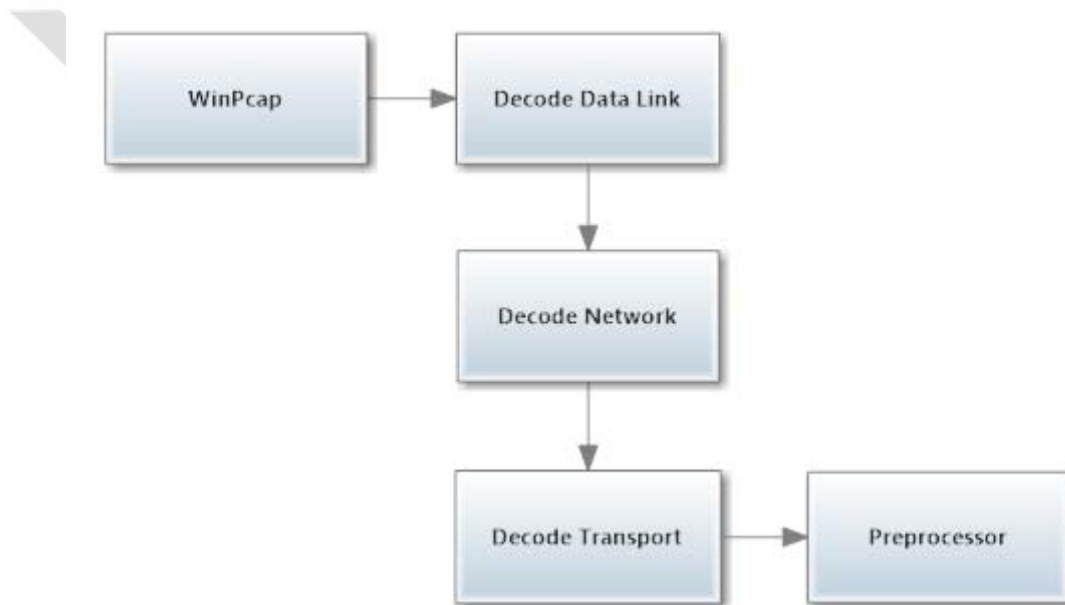 WinPcap
Decode Data Link
Decode Network
Decode Transport
Preprocessor